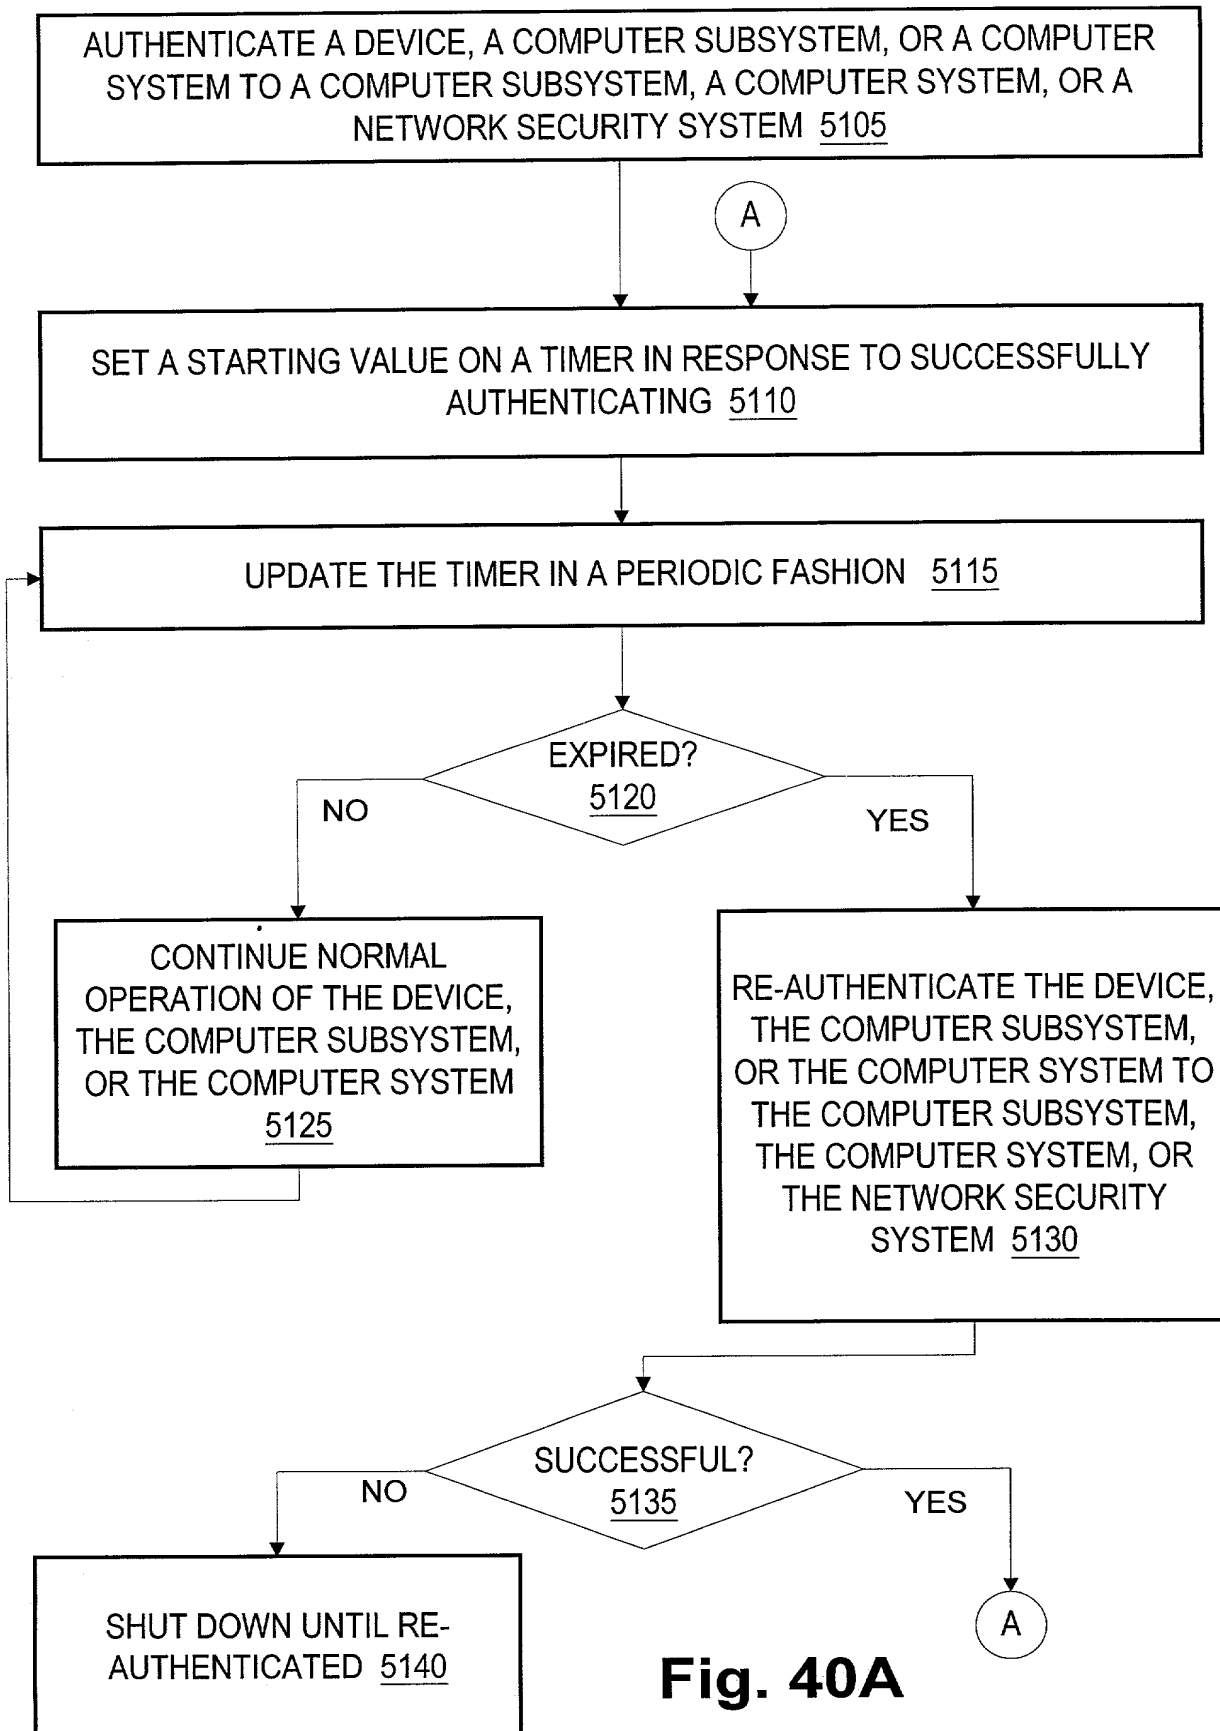 AUTHENTICATE A DEVICE, A COMPUTER SUBSYSTEM, OR A COMPUTER
SYSTEM TO A COMPUTER SUBSYSTEM, A COMPUTER SYSTEM, OR A
NETWORK SECURITY SYSTEM 5105
A
SET A STARTING VALUE ON A TIMER IN RESPONSE TO SUCCESSFULLY
AUTHENTICATING 5110
UPDATE THE TIMER IN A PERIODIC FASHION 5115
EXPIRED?
5120
NO
YES
CONTINUE NORMAL
OPERATION OF THE DEVICE,
THE COMPUTER SUBSYSTEM,
OR THE COMPUTER SYSTEM
5125
RE-AUTHENTICATE THE DEVICE,
THE COMPUTER SUBSYSTEM,
OR THE COMPUTER SYSTEM TO
THE COMPUTER SUBSYSTEM,
THE COMPUTER SYSTEM, OR
THE NETWORK SECURITY
SYSTEM 5130
SUCCESSFUL?
5135
NO
YES
SHUT DOWN UNTIL RE-
AUTHENTICATED 5140
A
Fig. 40A